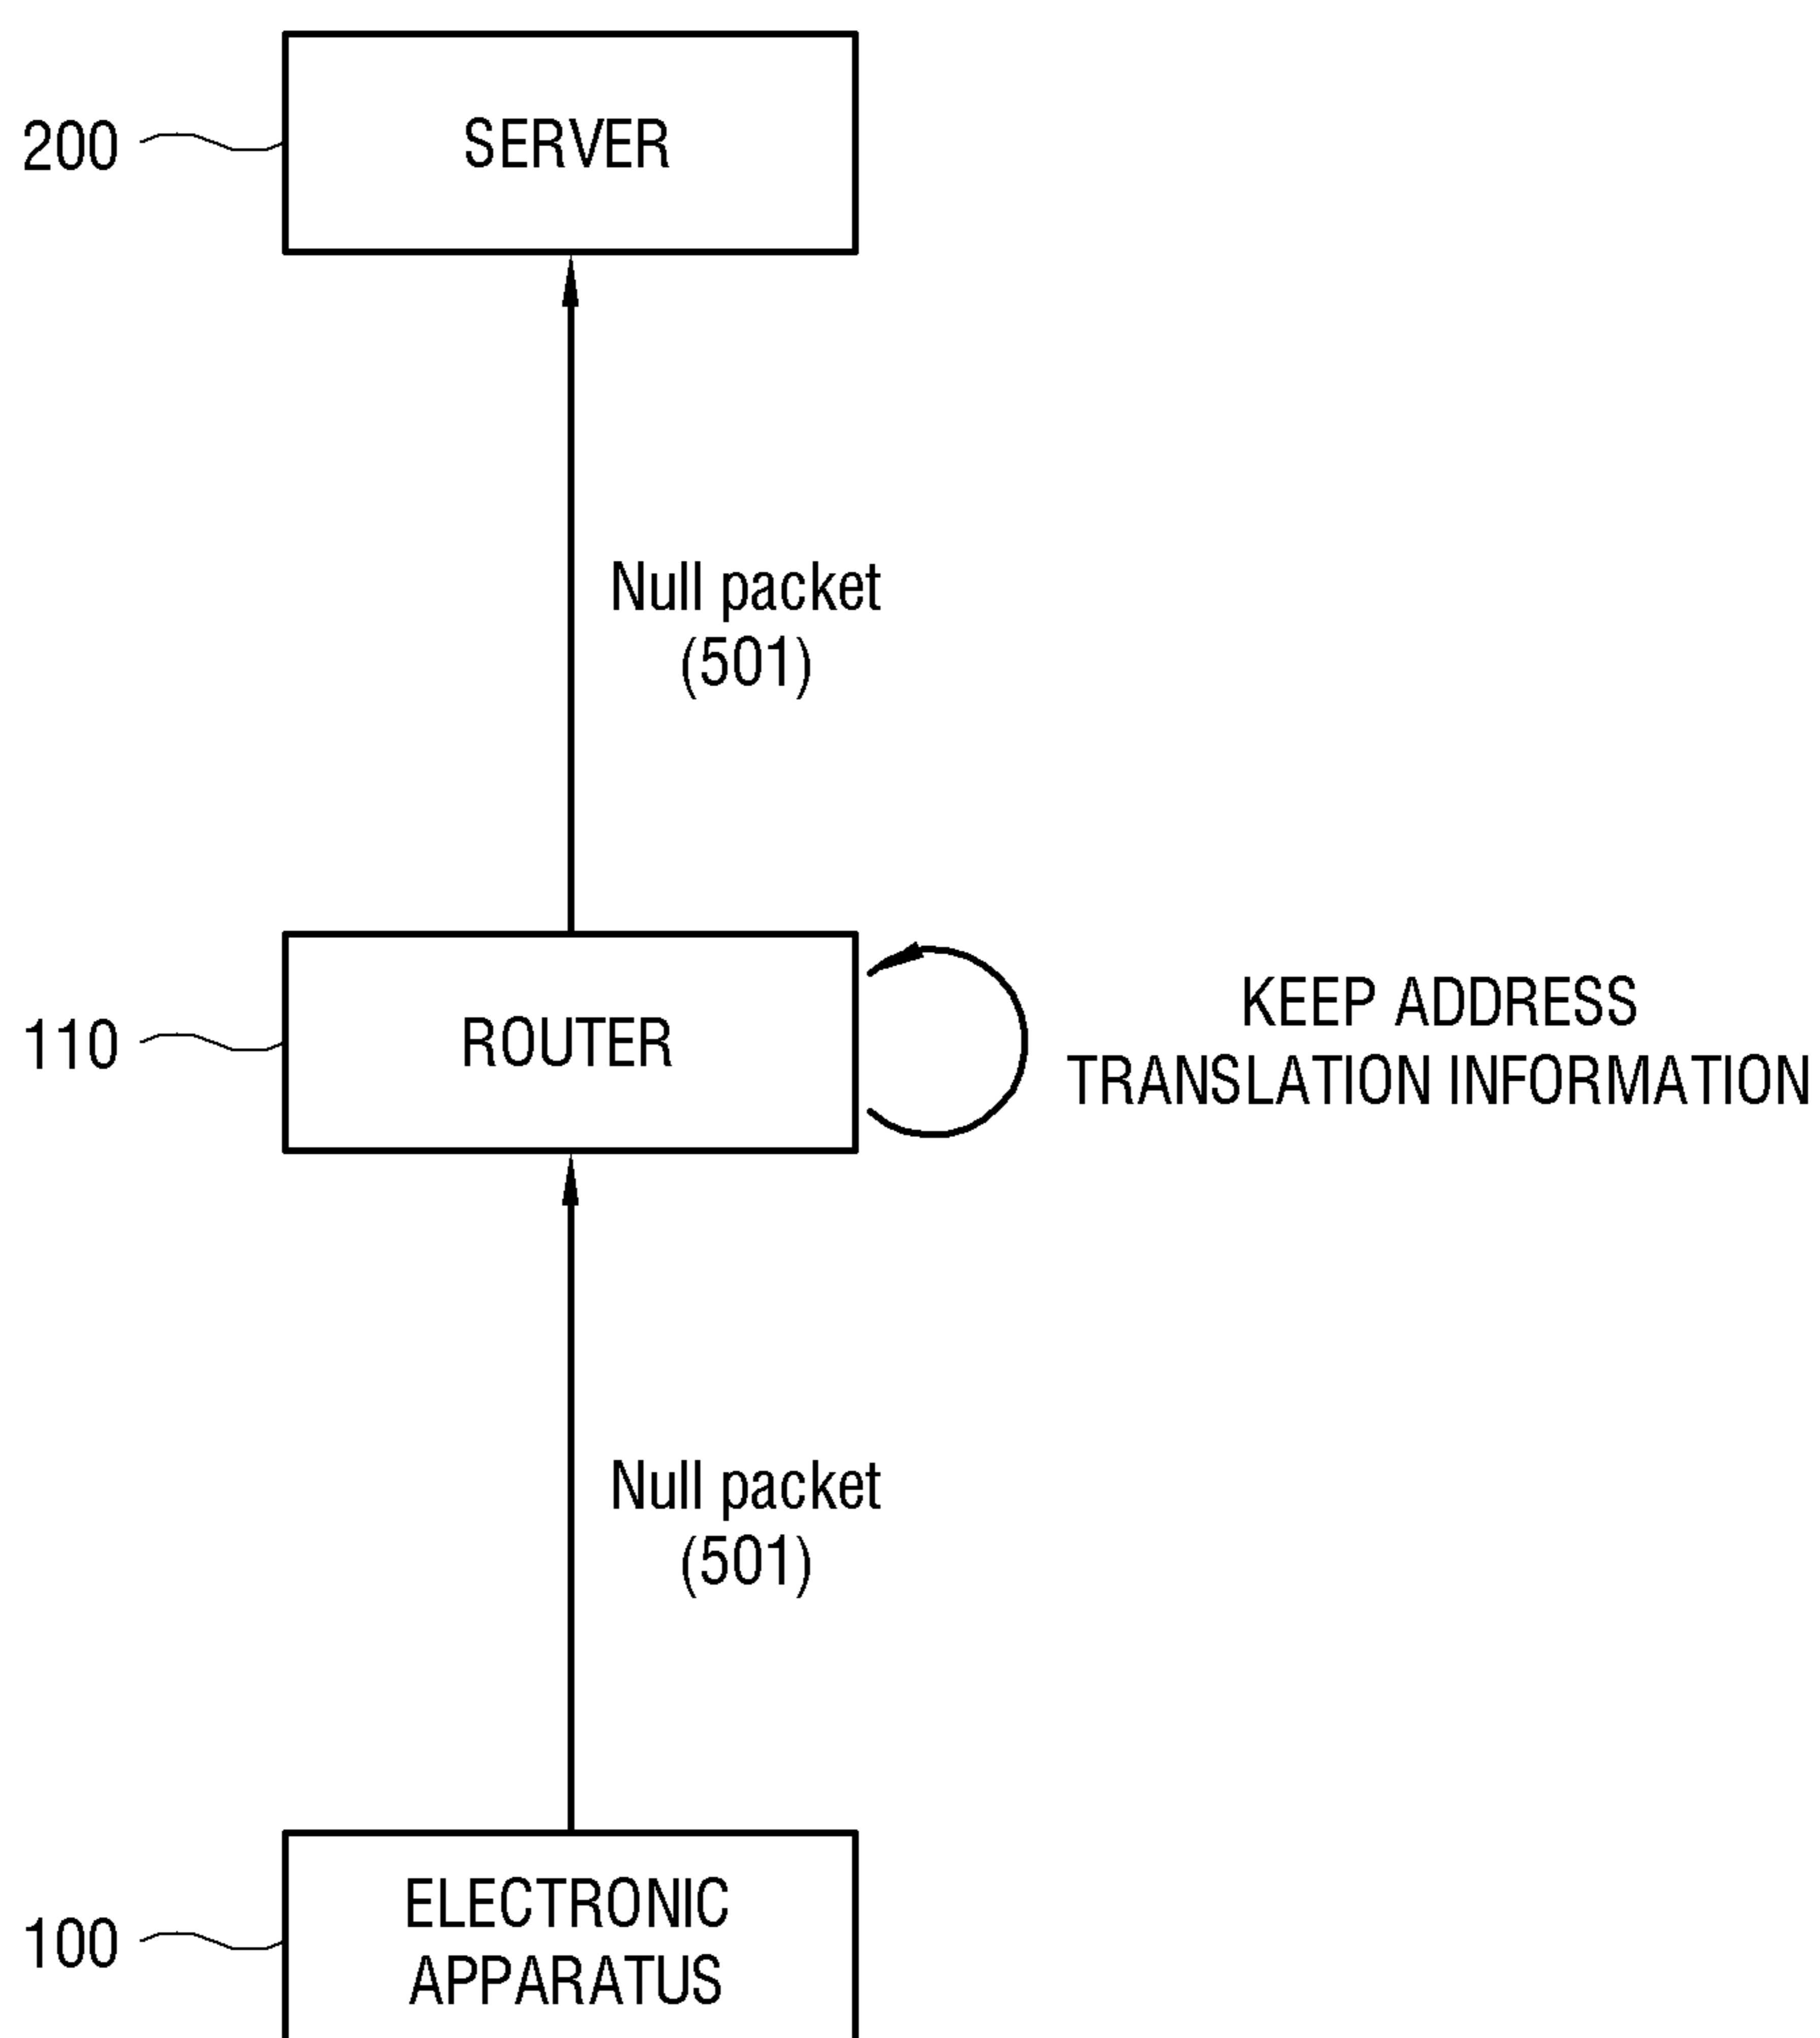 200
SERVER
Null packet
(501)
110
ROUTER
KEEP ADDRESS
TRANSLATION INFORMATION
Null packet
(501)
100
ELECTRONIC
APPARATUS